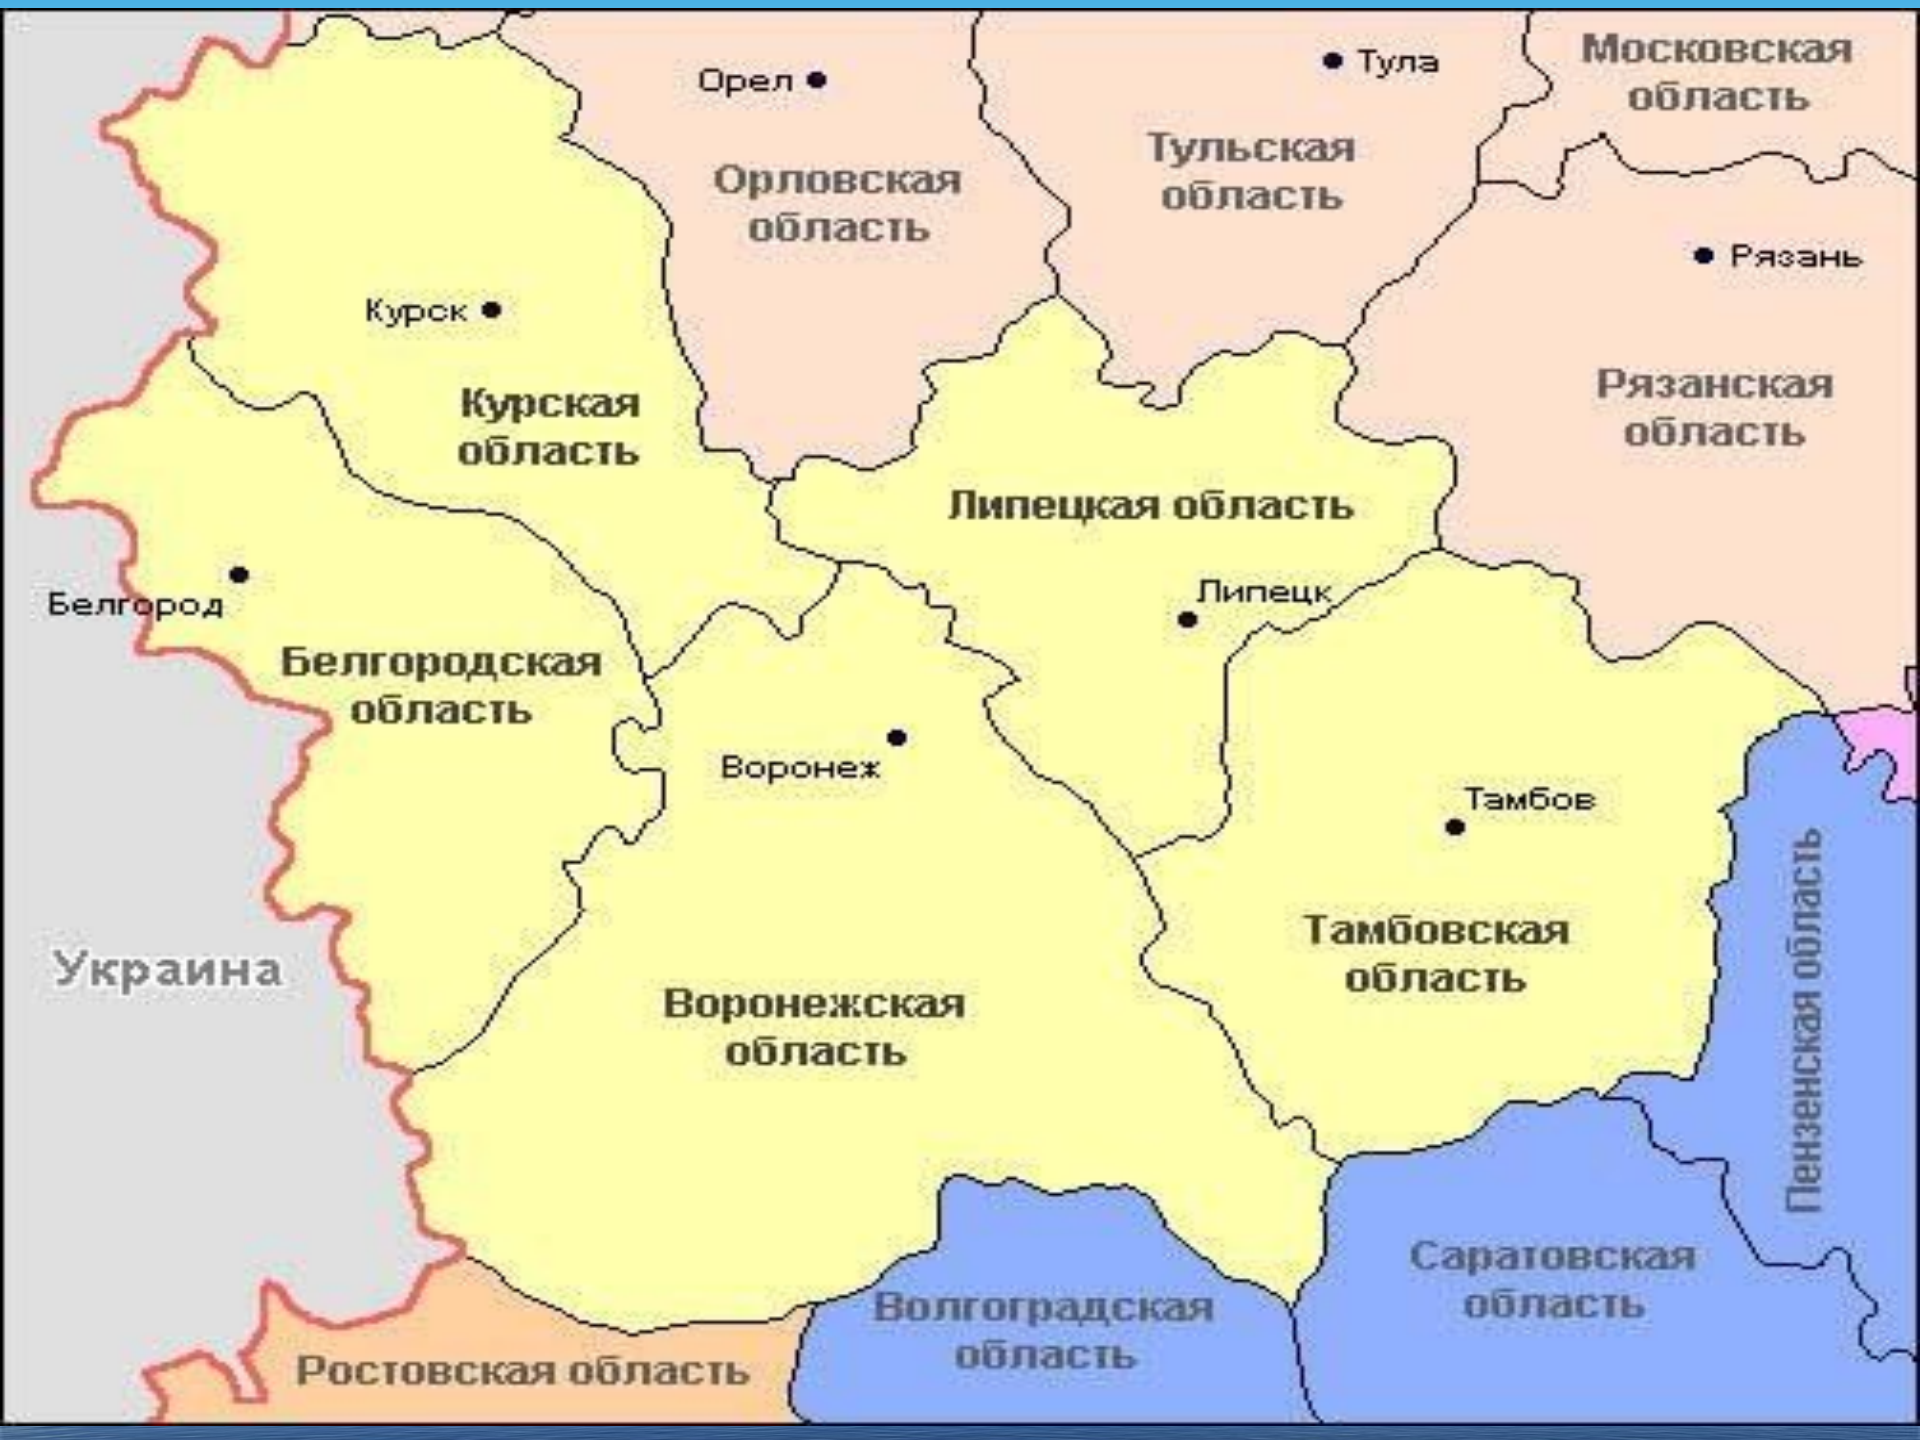 Московская
область
Тула
Орел
Тульская
область
Орловская
область
Рязань
Курск
Рязанская
область
Курская
область
Липецкая область
Липецк
Белгород
Белгородская
область
Воронеж
Тамбов
Тамбовская
область
Пензенская область
Украина
Воронежская
область
Саратовская
область
Волгоградская
область
Ростовская область